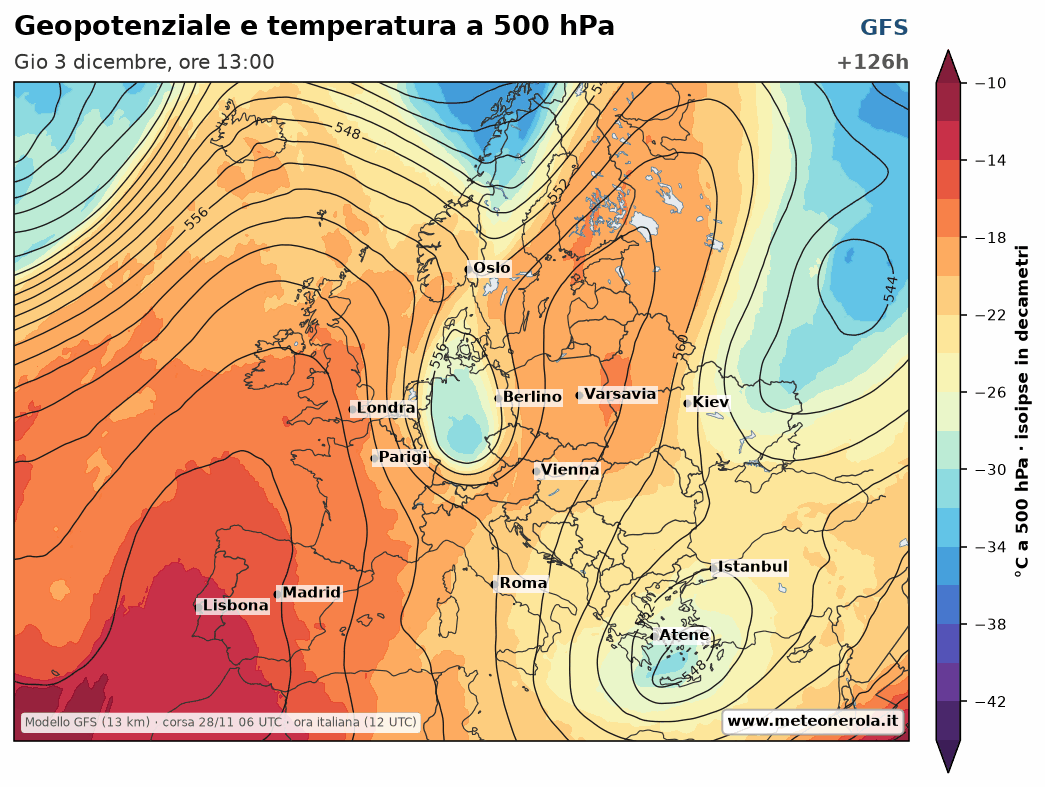 Geopotenziale e temperatura a 500 hPa
GFS
Gio 3 dicembre, ore 13:00
+126h
548
552
556
Oslo
544
556
560
Londra
Berlino
Varsavia
Kiev
Parigi
Vienna
Istanbul
Roma
Madrid
Lisbona
Atene
548
Modello GFS (13 km) · corsa 28/11 06 UTC · ora italiana (12 UTC)
www.meteonerola.it
−10
−14
−18
−22
−26
−30
−34
−38
−42
°C a 500 hPa · isoipse in decametri